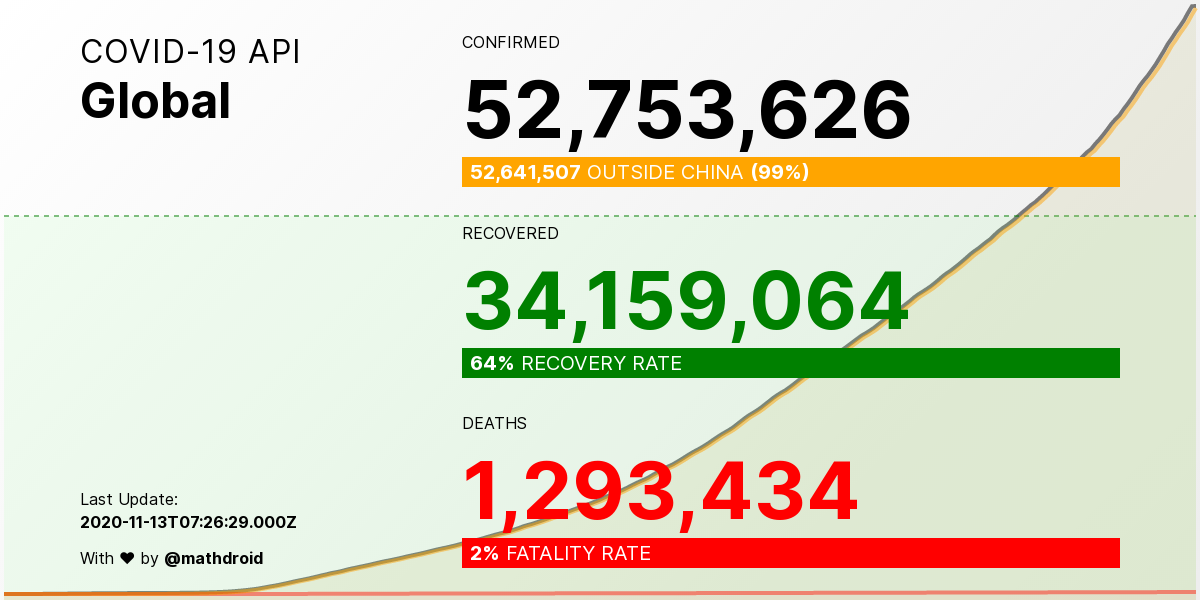 COVID-19 API
Global
CONFIRMED
52,753,626
52,641,507 OUTSIDE CHINA (99%)
RECOVERED
34,159,064
64% RECOVERY RATE
DEATHS
1,293,434
2% FATALITY RATE
Last Update:
2020-11-13T07:26:29.000Z
With ♥ by @mathdroid